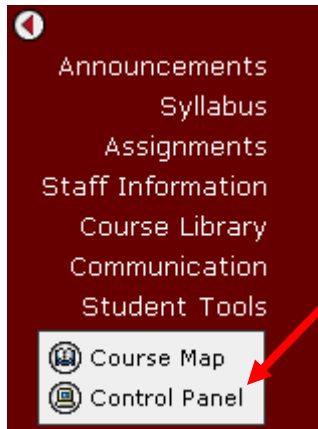 Announcements
Syllabus
Assignments
Staff Information
Course Library
Communication
Student Tools
Course Map
Control Panel